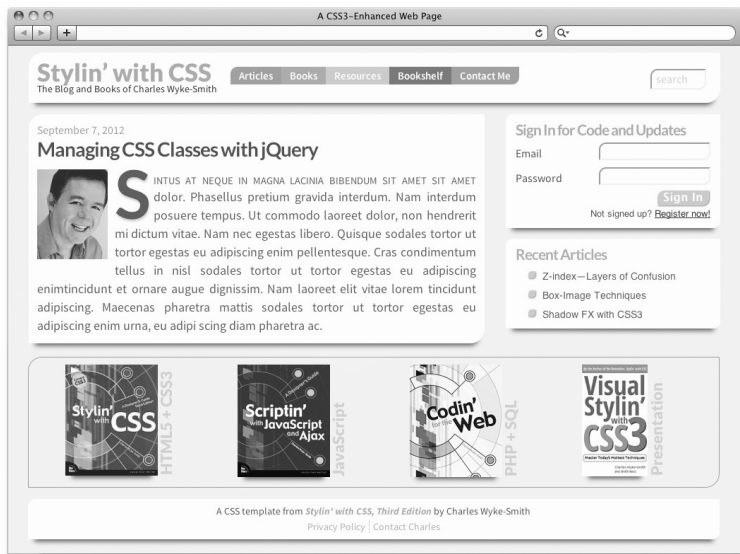 A CSS3-Enhanced Web Page
Stylin’ with CSS
The Blog and Books of Charles Wyke-Smith
Articles
Books
Resources
Bookshelf
Contact Me
search
September 7, 2012
Managing CSS Classes with jQuery
SINTUS AT NEQUE IN MAGNA LACINIA BIBENDUM SIT AMET SIT AMET
dolor. Phasellus pretium gravida interdum. Nam interdum
posuere tempus. Ut commodo laoreet dolor, non hendrerit
mi dictum vitae. Nam nec egestas libero. Quisque sodales tortor ut
tortor egestas eu adipiscing enim pellentesque. Cras condimentum
tellus in nisl sodales tortor ut tortor egestas eu adipiscing
enimtincidunt et ornare augue dignissim. Nam laoreet elit vitae lorem tincidunt
adipiscing. Maecenas pharetra mattis sodales tortor ut tortor egestas eu
adipiscing enim urna, eu adipi scing diam pharetra ac.
Sign In for Code and Updates
Email
Password
Sign In
Not signed up? Register now!
Recent Articles
Z-index—Layers of Confusion
Box-Image Techniques
Shadow FX with CSS3
Stylin’
with CSS
HTML5 + CSS3
A Designer's Guide
Scriptin’
with JavaScript
and Ajax
JavaScript
Codin’
for the Web
PHP + SQL
Visual
Stylin’
with
CSS3
Master Today's Hottest Techniques
Presentation
A CSS template from Stylin’ with CSS, Third Edition by Charles Wyke-Smith
Privacy Policy | Contact Charles